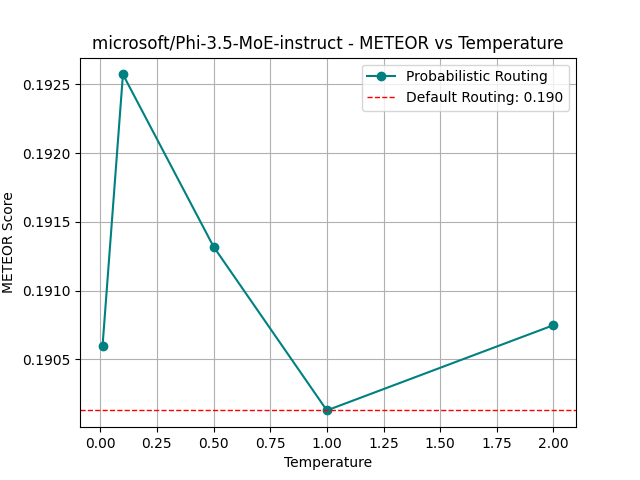 microsoft/Phi-3.5-MoE-instruct - METEOR vs Temperature
Probabilistic Routing
Default Routing: 0.190
METEOR Score
0.1925
0.1920
0.1915
0.1910
0.1905
0.00 0.25 0.50 0.75 1.00 1.25 1.50 1.75 2.00
Temperature